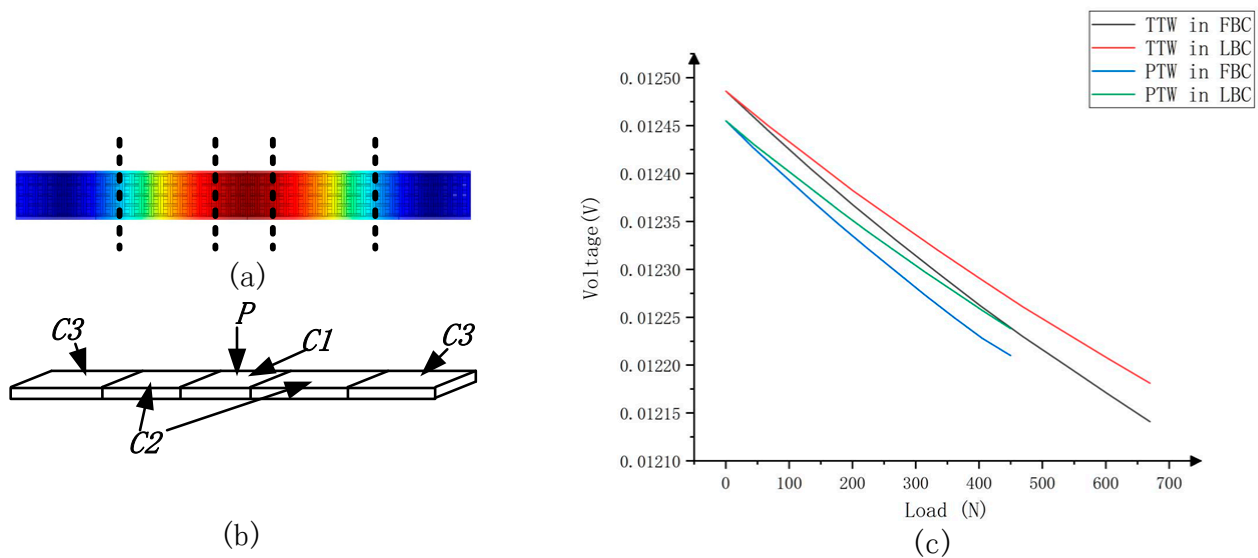 (a)
P
C3
C1
C3
C2
(b)
TTW in FBC
TTW in LBC
PTW in FBC
PTW in LBC
Voltage(V)
0.01250
0.01245
0.01240
0.01235
0.01230
0.01225
0.01220
0.01215
0.01210
0 100 200 300 400 500 600 700
Load (N)
(c)